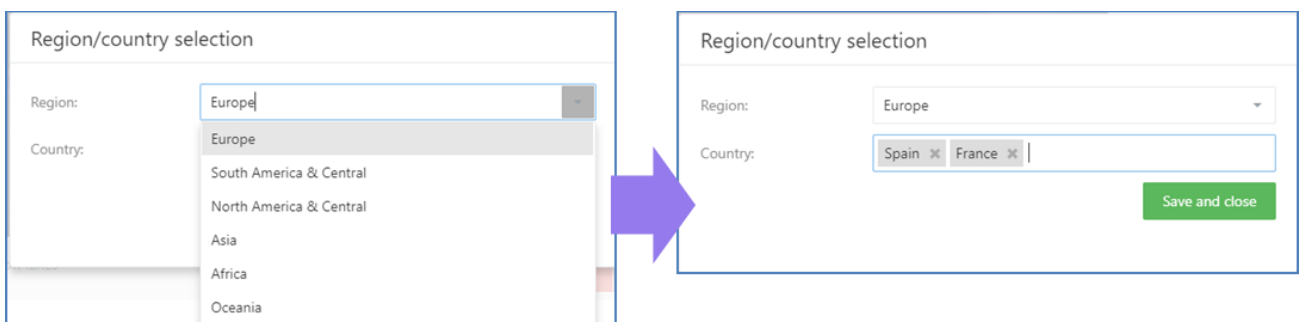 Region/country selection
Region:
Europe
Country:
Europe
South America & Central
North America & Central
Asia
Africa
Oceania
Region/country selection
Region:
Europe
Country:
Spain × France ×
Save and close